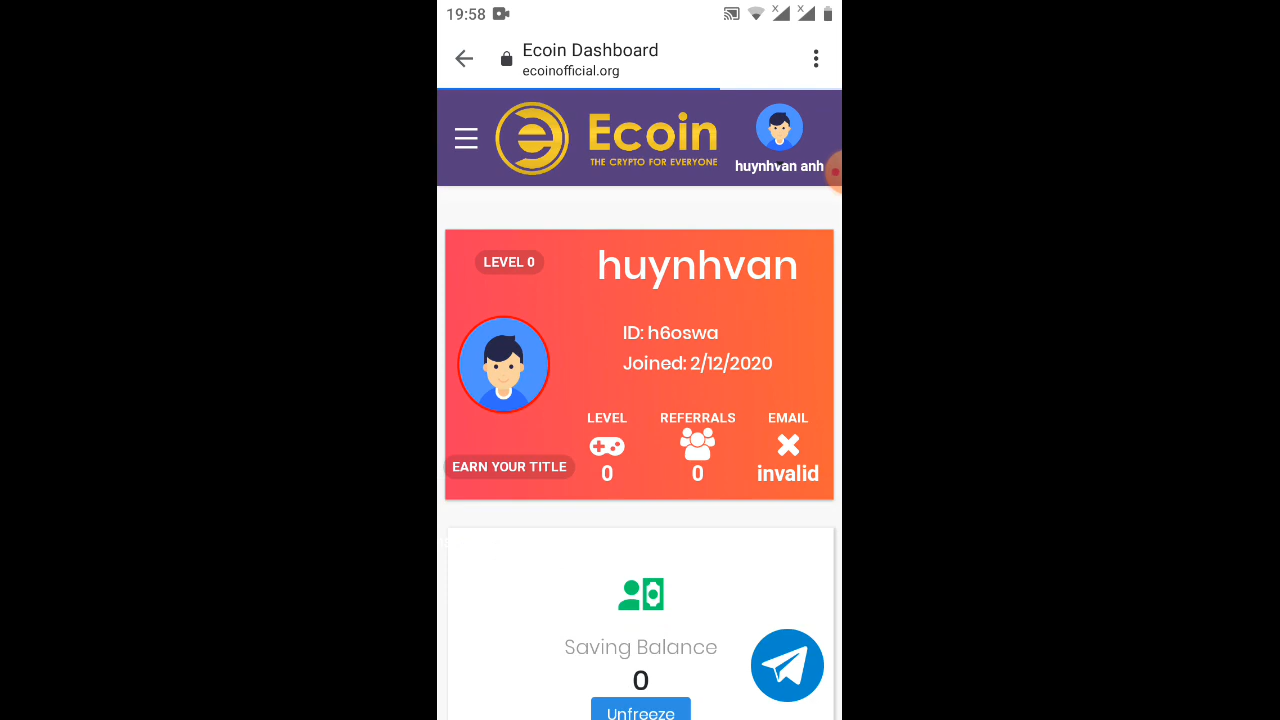 19:58
Ecoin Dashboard
ecoinofficial.org
Ecoin
THE CRYPTO FOR EVERYONE
huynhvan anh
LEVEL 0
huynhvan
ID: h6oswa
Joined: 2/12/2020
EARN YOUR TITLE
LEVEL
0
REFERRALS
0
EMAIL
invalid
Saving Balance
0
Unfreeze